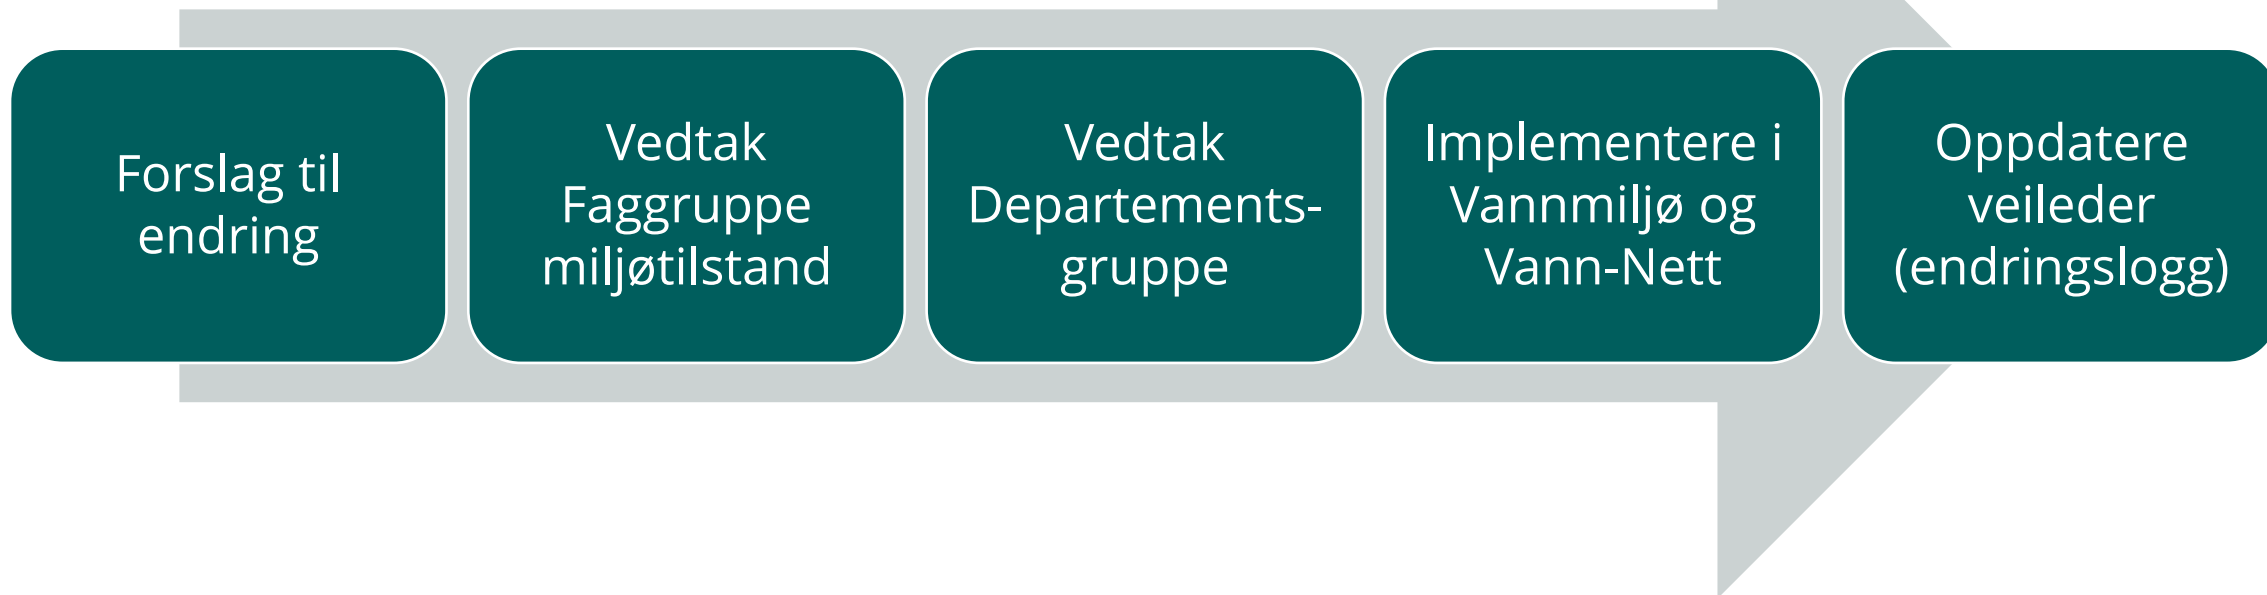 Forslag til
endring
Vedtak
Faggruppe
miljøtilstand
Vedtak
Departements-
gruppe
Implementere i
Vannmiljø og
Vann-Nett
Oppdatere
veileder
(endringslogg)